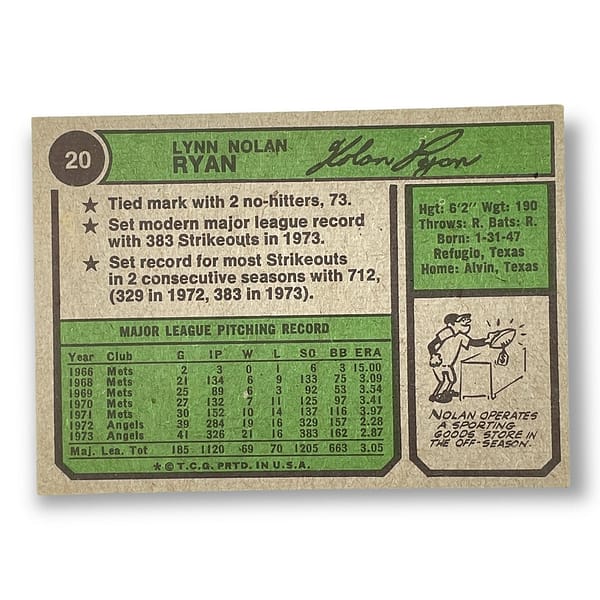 20
LYNN NOLAN
RYAN
Nolan Ryan
★ Tied mark with 2 no-hitters, 73.
★ Set modern major league record
with 383 Strikeouts in 1973.
★ Set record for most Strikeouts
in 2 consecutive seasons with 712,
(329 in 1972, 383 in 1973).
Hgt: 6'2" Wgt: 190
Throws: R. Bats: R.
Born: 1-31-47
Refugio, Texas
Home: Alvin, Texas
MAJOR LEAGUE PITCHING RECORD
Year Club G IP W L SO BB ERA
1966 Mets 2 3 0 1 6 3 15.00
1968 Mets 21 134 6 9 133 75 3.09
1969 Mets 25 89 6 3 92 53 3.54
1970 Mets 27 132 7 11 125 97 3.41
1971 Mets 30 152 10 14 137 116 3.97
1972 Angels 39 284 19 16 329 157 2.28
1973 Angels 41 326 21 16 383 162 2.87
Maj. Lea. Tot 185 1120 69 70 1205 663 3.05
* © T.C.G. PRTD. IN U.S.A.
NOLAN OPERATES
A SPORTING
GOODS STORE IN
THE OFF-SEASON.